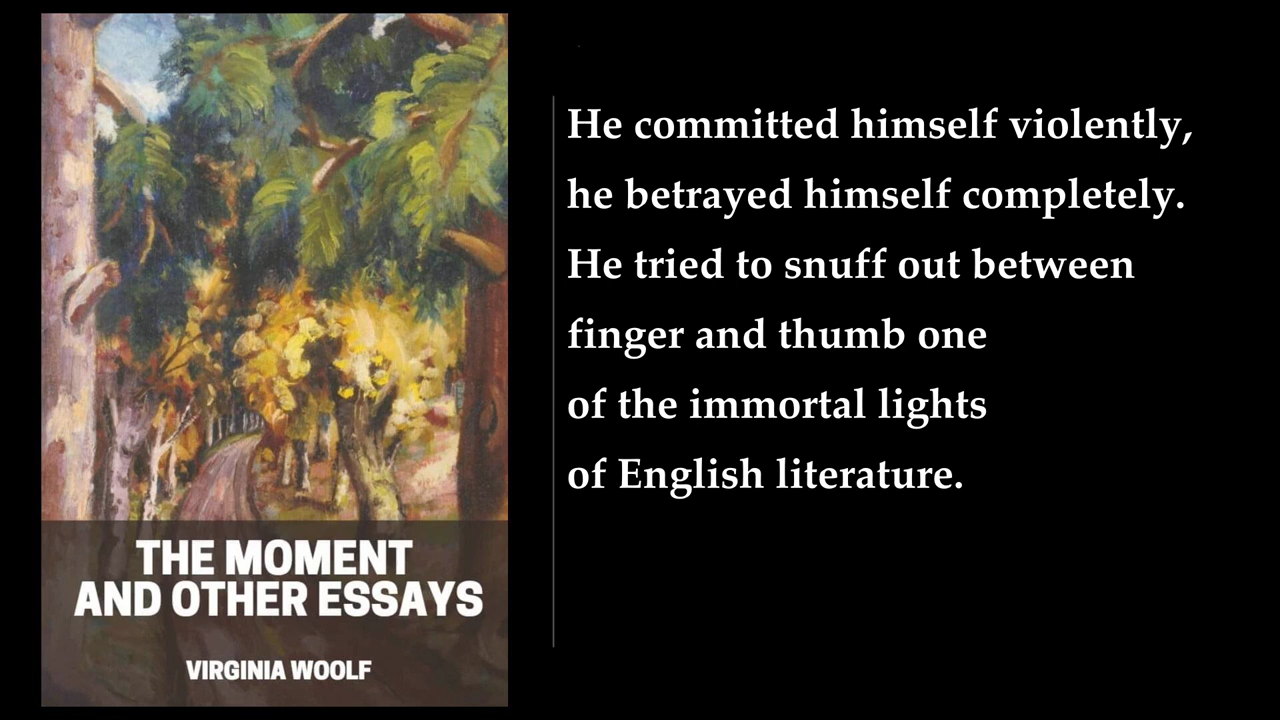 THE MOMENT
AND OTHER ESSAYS
VIRGINIA WOOLF
He committed himself violently,
he betrayed himself completely.
He tried to snuff out between
finger and thumb one
of the immortal lights
of English literature.